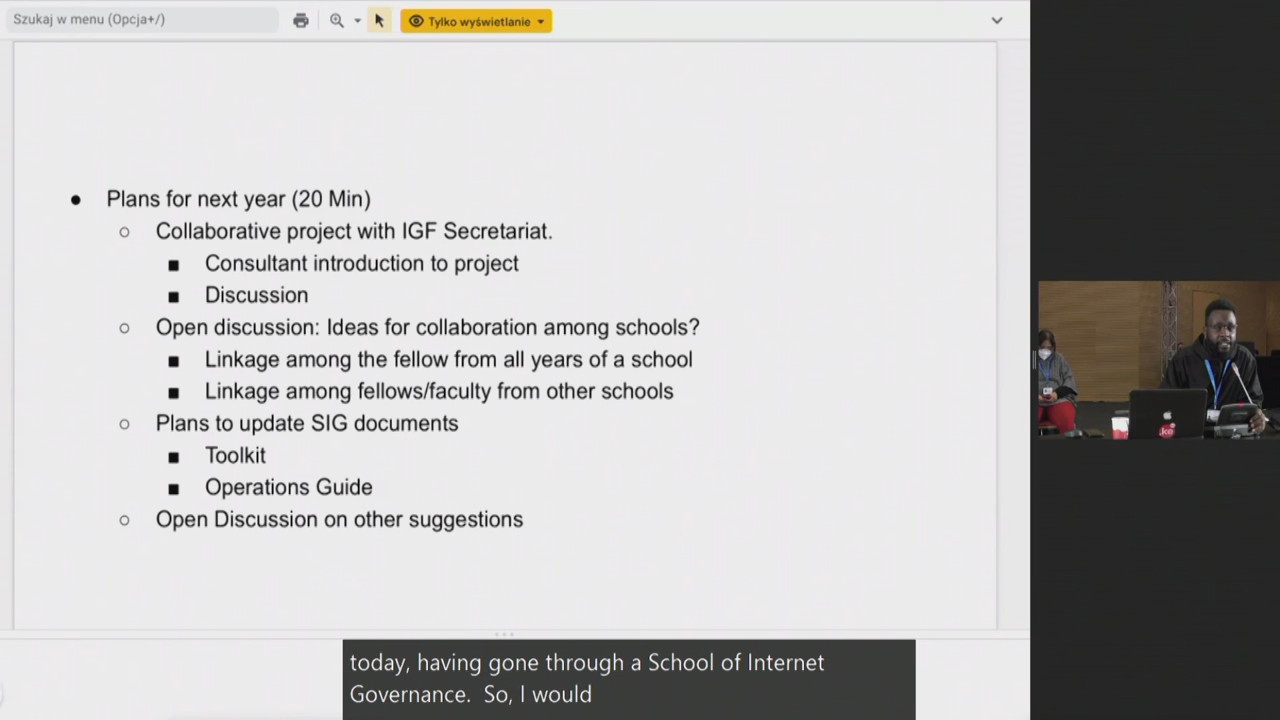 Szukaj w menu (Opcja+/)
Tylko wyświetlanie
● Plans for next year (20 Min)
○ Collaborative project with IGF Secretariat.
■ Consultant introduction to project
■ Discussion
○ Open discussion: Ideas for collaboration among schools?
■ Linkage among the fellow from all years of a school
■ Linkage among fellows/faculty from other schools
○ Plans to update SIG documents
■ Toolkit
■ Operations Guide
○ Open Discussion on other suggestions
today, having gone through a School of Internet
Governance. So, I would